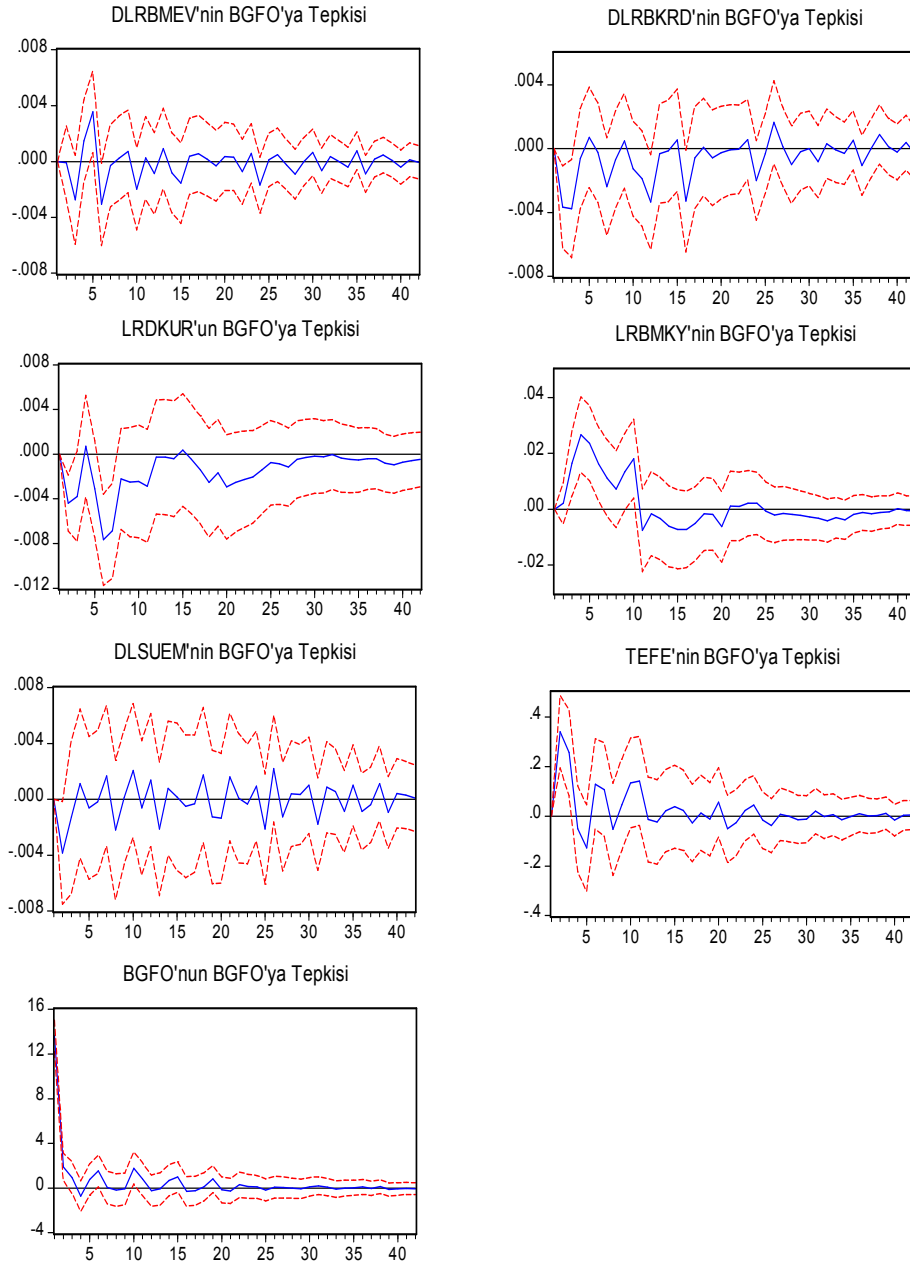 DLRBMEV'nin BGFO'ya Tepkisi
.008
.004
.000
-.004
-.008
5 10 15 20 25 30 35 40
DLRBKRD'nin BGFO'ya Tepkisi
.004
.000
-.004
-.008
5 10 15 20 25 30 35 40
LRDKUR'un BGFO'ya Tepkisi
.008
.004
.000
-.004
-.008
-.012
5 10 15 20 25 30 35 40
LRBMKY'nin BGFO'ya Tepkisi
.04
.02
.00
-.02
5 10 15 20 25 30 35 40
DLSUEM'nin BGFO'ya Tepkisi
.008
.004
.000
-.004
-.008
5 10 15 20 25 30 35 40
TEFE'nin BGFO'ya Tepkisi
.4
.2
.0
-.2
-.4
5 10 15 20 25 30 35 40
BGFO'nun BGFO'ya Tepkisi
16
12
8
4
0
-4
5 10 15 20 25 30 35 40